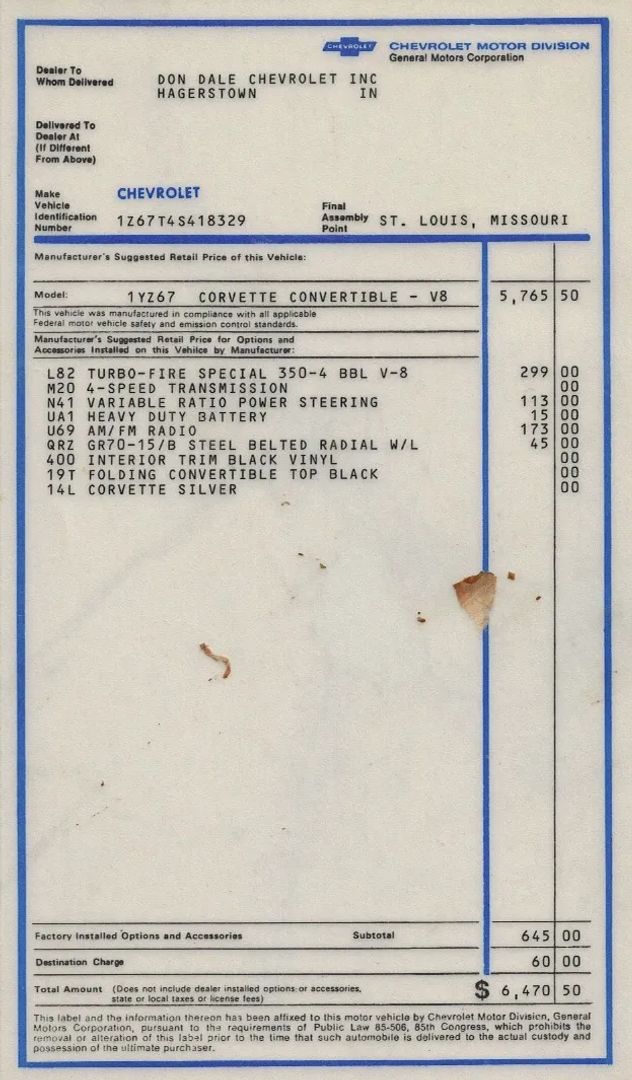 CHEVROLET CHEVROLET MOTOR DIVISION
General Motors Corporation
Dealer To
Whom Delivered
DON DALE CHEVROLET INC
HAGERSTOWN IN
Delivered To
Dealer At
(If Different
From Above)
Make CHEVROLET
Vehicle
Identification
Number
1Z67T4S418329
Final
Assembly
Point
ST. LOUIS, MISSOURI
Manufacturer's Suggested Retail Price of this Vehicle:
Model: 1YZ67 CORVETTE CONVERTIBLE - V8 5,765 50
This vehicle was manufactured in compliance with all applicable
Federal motor vehicle safety and emission control standards.
Manufacturer's Suggested Retail Price for Options and
Accessories Installed on this Vehilce by Manufacturer:
L82 TURBO-FIRE SPECIAL 350-4 BBL V-8 299 00
M20 4-SPEED TRANSMISSION 00
N41 VARIABLE RATIO POWER STEERING 113 00
UA1 HEAVY DUTY BATTERY 15 00
U69 AM/FM RADIO 173 00
QRZ GR70-15/B STEEL BELTED RADIAL W/L 45 00
400 INTERIOR TRIM BLACK VINYL 00
19T FOLDING CONVERTIBLE TOP BLACK 00
14L CORVETTE SILVER 00
Factory Installed Options and Accessories Subtotal 645 00
Destination Charge 60 00
Total Amount (Does not include dealer installed options or accessories, $ 6,470 50
state or local taxes or license fees)
This label and the information thereon has been affixed to this motor vehicle by Chevrolet Motor Division, General
Motors Corporation, pursuant to the requirements of Public Law 85-506, 85th Congress, which prohibits the
removal or alteration of this label prior to the time that such automobile is delivered to the actual custody and
possession of the ultimate purchaser.